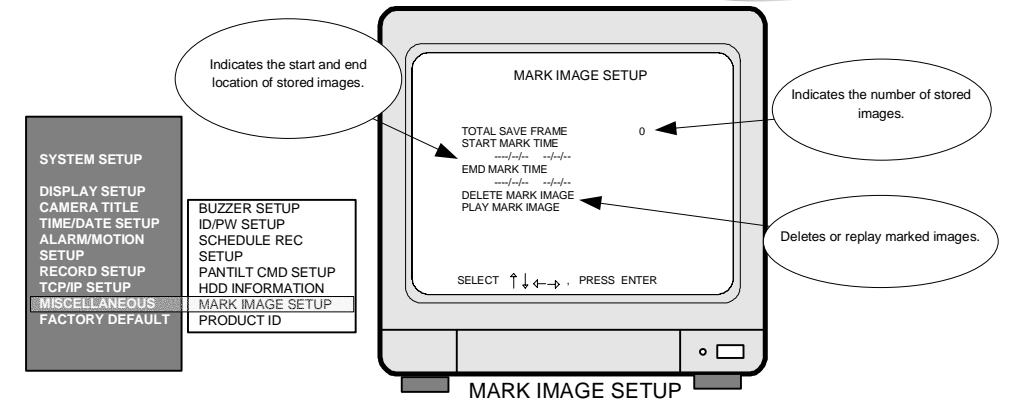 Indicates the start and end
location of stored images.
MARK IMAGE SETUP
Indicates the number of stored
images.
TOTAL SAVE FRAME 0
START MARK TIME
----/--/-- --/--/--
EMD MARK TIME
----/--/-- --/--/--
DELETE MARK IMAGE
PLAY MARK IMAGE
Deletes or replay marked images.
SELECT ↑↓←→ , PRESS ENTER
SYSTEM SETUP
DISPLAY SETUP
CAMERA TITLE
TIME/DATE SETUP
ALARM/MOTION
SETUP
RECORD SETUP
TCP/IP SETUP
MISCELLANEOUS
FACTORY DEFAULT
BUZZER SETUP
ID/PW SETUP
SCHEDULE REC
SETUP
PANTILT CMD SETUP
HDD INFORMATION
MARK IMAGE SETUP
PRODUCT ID
MARK IMAGE SETUP